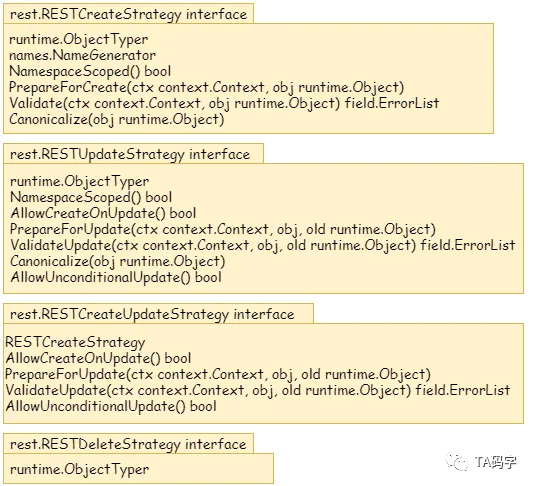 rest.RESTCreateStrategy interface
runtime.ObjectTyper
names.NameGenerator
NamespaceScoped() bool
PrepareForCreate(ctx context.Context, obj runtime.Object)
Validate(ctx context.Context, obj runtime.Object) field.ErrorList
Canonicalize(obj runtime.Object)
rest.RESTUpdateStrategy interface
runtime.ObjectTyper
NamespaceScoped() bool
AllowCreateOnUpdate() bool
PrepareForUpdate(ctx context.Context, obj, old runtime.Object)
ValidateUpdate(ctx context.Context, obj, old runtime.Object) field.ErrorList
Canonicalize(obj runtime.Object)
AllowUnconditionalUpdate() bool
rest.RESTCreateUpdateStrategy interface
RESTCreateStrategy
AllowCreateOnUpdate() bool
PrepareForUpdate(ctx context.Context, obj, old runtime.Object)
ValidateUpdate(ctx context.Context, obj, old runtime.Object) field.ErrorList
AllowUnconditionalUpdate() bool
rest.RESTDeleteStrategy interface
runtime.ObjectTyper
TA码字